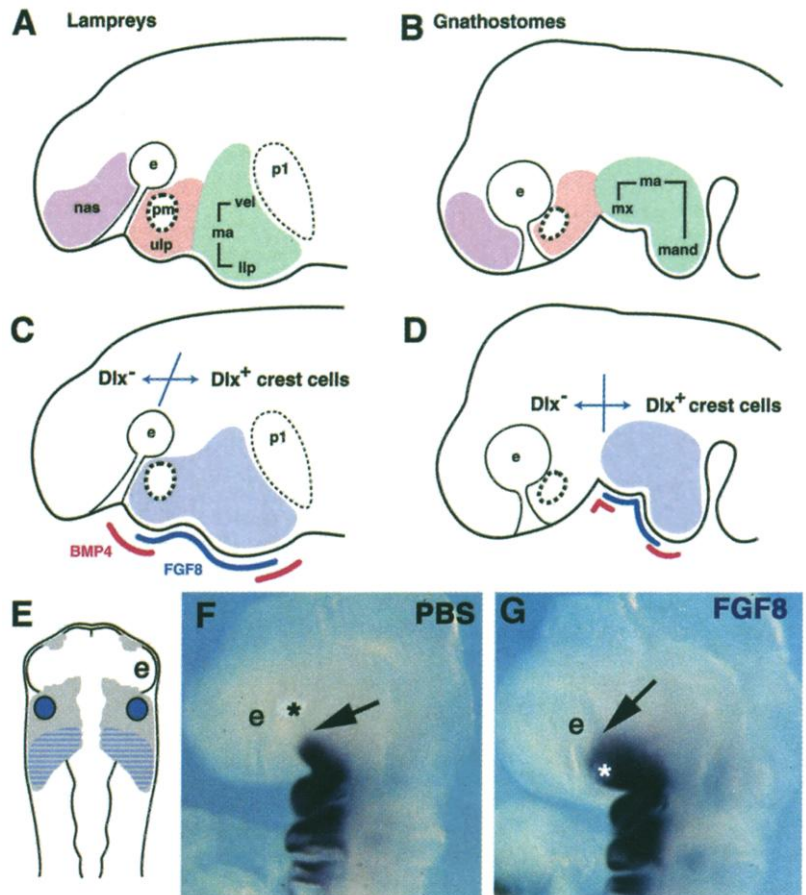 A Lampreys
B Gnathostomes
nas
e
pm
ulp
vel
ma
llp
p1
e
ma
mx
mand
C
Dlx- Dlx+ crest cells
e
p1
BMP4
FGF8
D
Dlx- Dlx+ crest cells
e
E
e
F PBS
e *
G FGF8
e
*